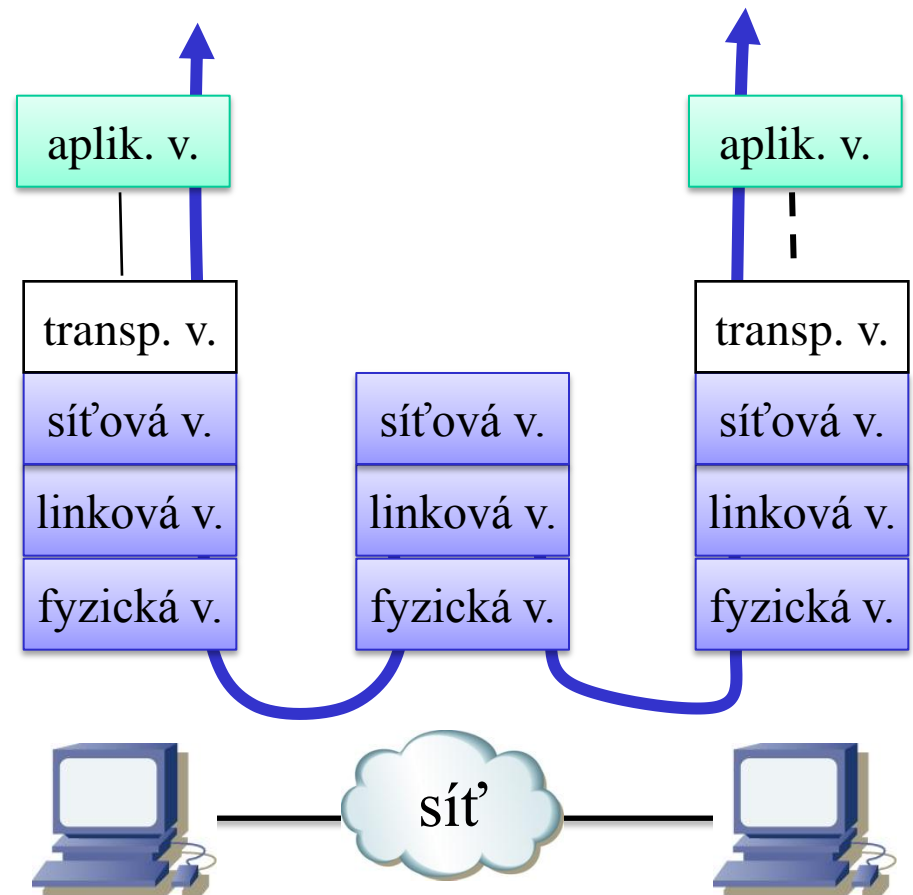 aplik. v.
aplik. v.
transp. v.
transp. v.
síťová v.
síťová v.
síťová v.
linková v.
linková v.
linková v.
fyzická v.
fyzická v.
fyzická v.
síť